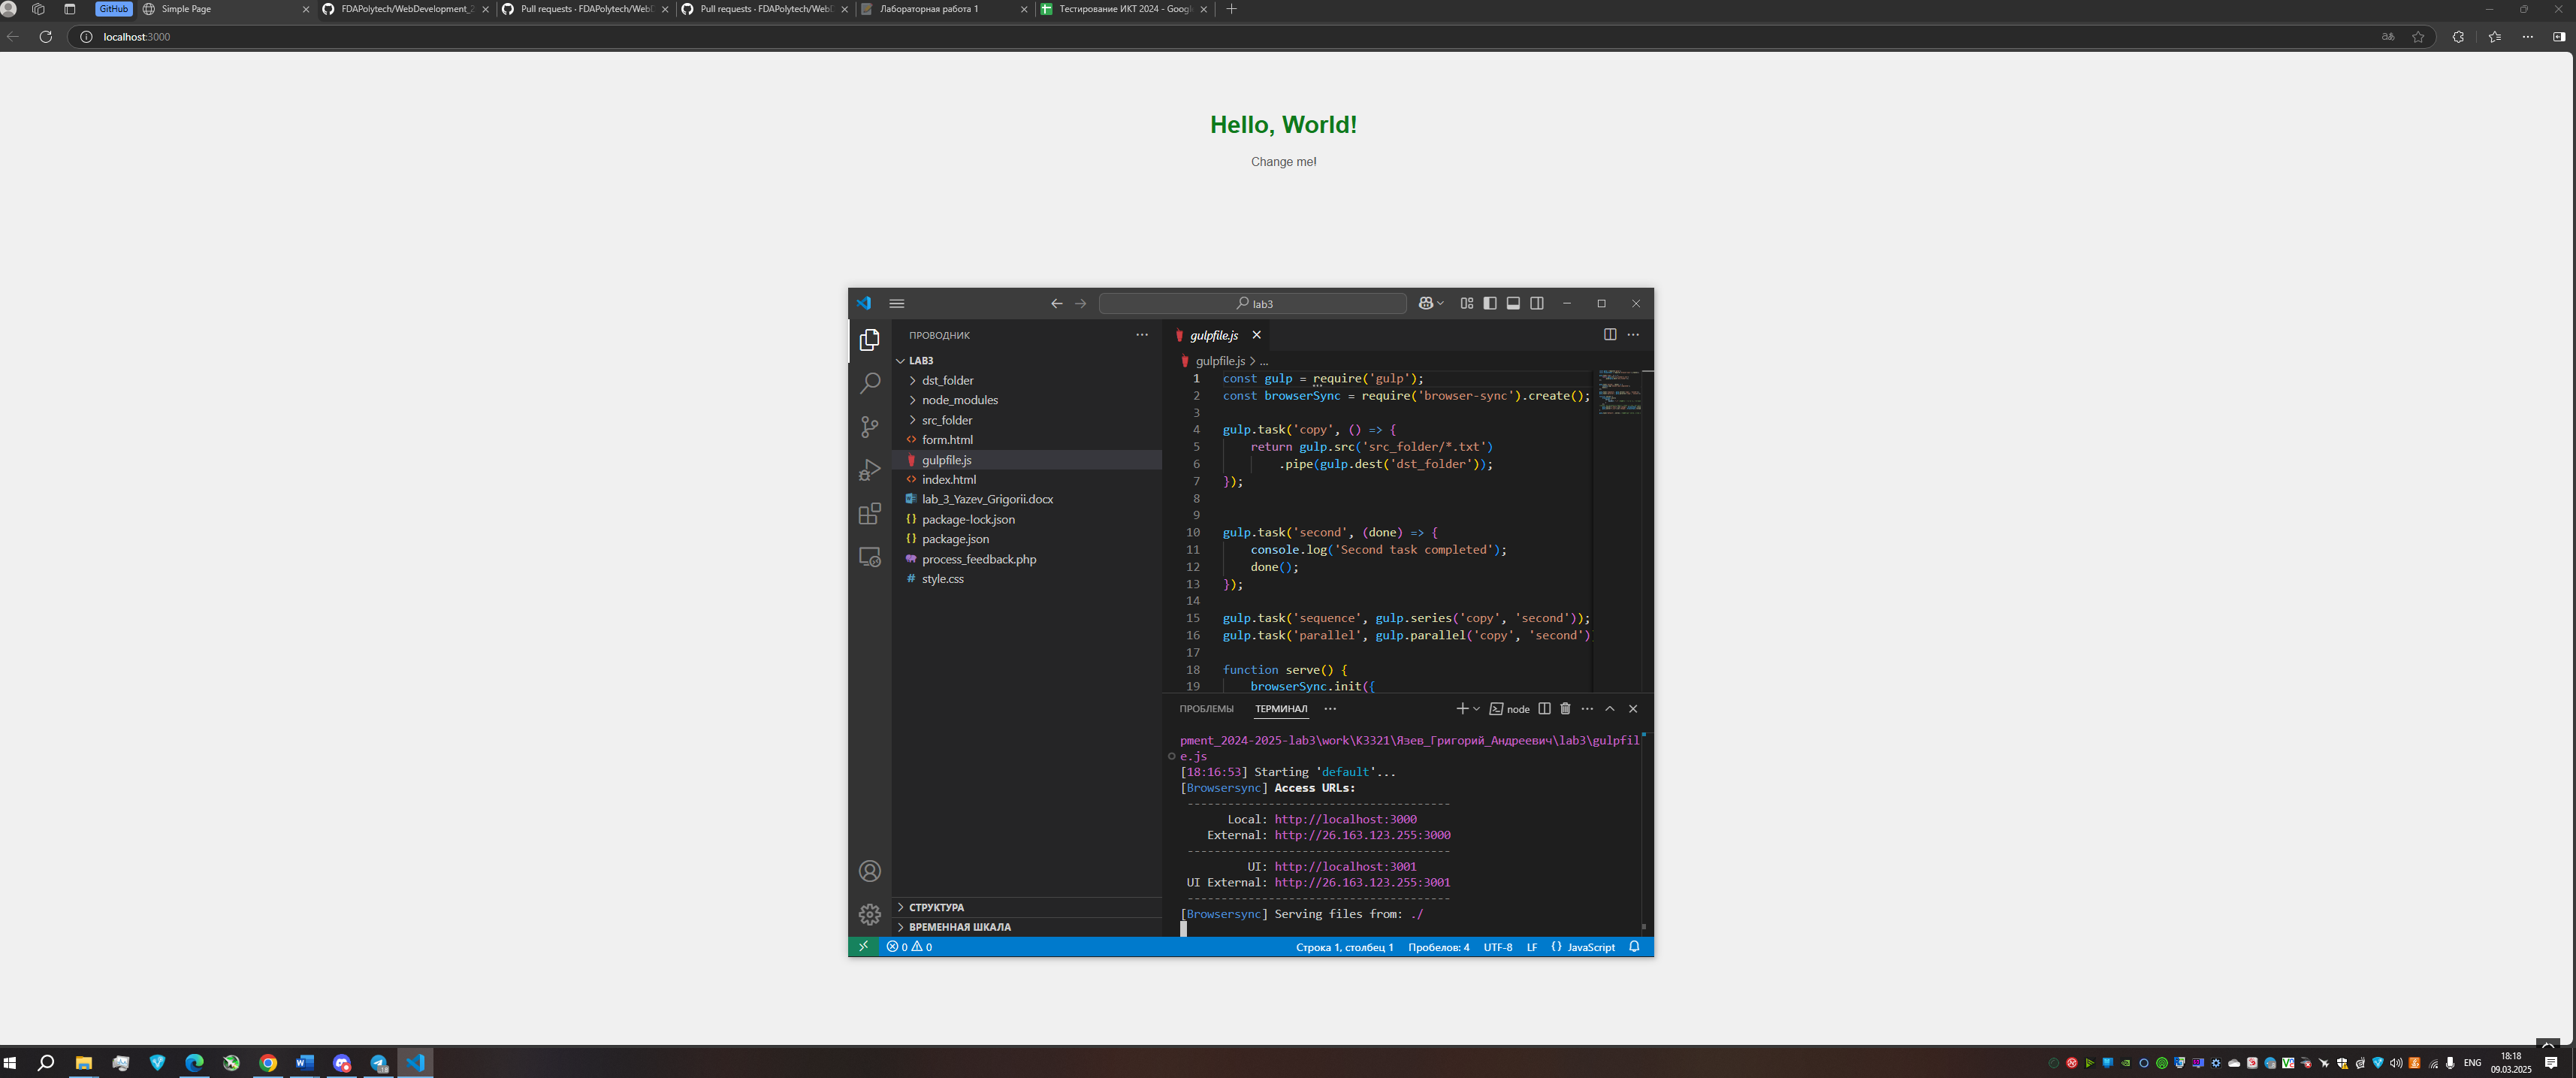 GitHub
Simple Page
FDAPolytech/WebDevelopment_2
Pull requests · FDAPolytech/WebD
Pull requests · FDAPolytech/WebD
Лабораторная работа 1
Тестирование ИКТ 2024 - Googl
localhost:3000
Hello, World!
Change me!
lab3
ПРОВОДНИК
LAB3
dst_folder
node_modules
src_folder
form.html
gulpfile.js
index.html
lab_3_Yazev_Grigorii.docx
package-lock.json
package.json
process_feedback.php
style.css
СТРУКТУРА
ВРЕМЕННАЯ ШКАЛА
gulpfile.js
gulpfile.js > ...
1 const gulp = require('gulp');
2 const browserSync = require('browser-sync').create();
3
4 gulp.task('copy', () => {
5 return gulp.src('src_folder/*.txt')
6 .pipe(gulp.dest('dst_folder'));
7 });
8
9
10 gulp.task('second', (done) => {
11 console.log('Second task completed');
12 done();
13 });
14
15 gulp.task('sequence', gulp.series('copy', 'second'));
16 gulp.task('parallel', gulp.parallel('copy', 'second')
17
18 function serve() {
19 browserSync.init({
ПРОБЛЕМЫ ТЕРМИНАЛ
node
pment_2024-2025-lab3\work\K3321\Язев_Григорий_Андреевич\lab3\gulpfil
e.js
[18:16:53] Starting 'default'...
[Browsersync] Access URLs:
--------------------------------------
Local: http://localhost:3000
External: http://26.163.123.255:3000
--------------------------------------
UI: http://localhost:3001
UI External: http://26.163.123.255:3001
--------------------------------------
[Browsersync] Serving files from: ./
0 0
Строка 1, столбец 1 Пробелов: 4 UTF-8 LF {} JavaScript
ENG
18:18
09.03.2025